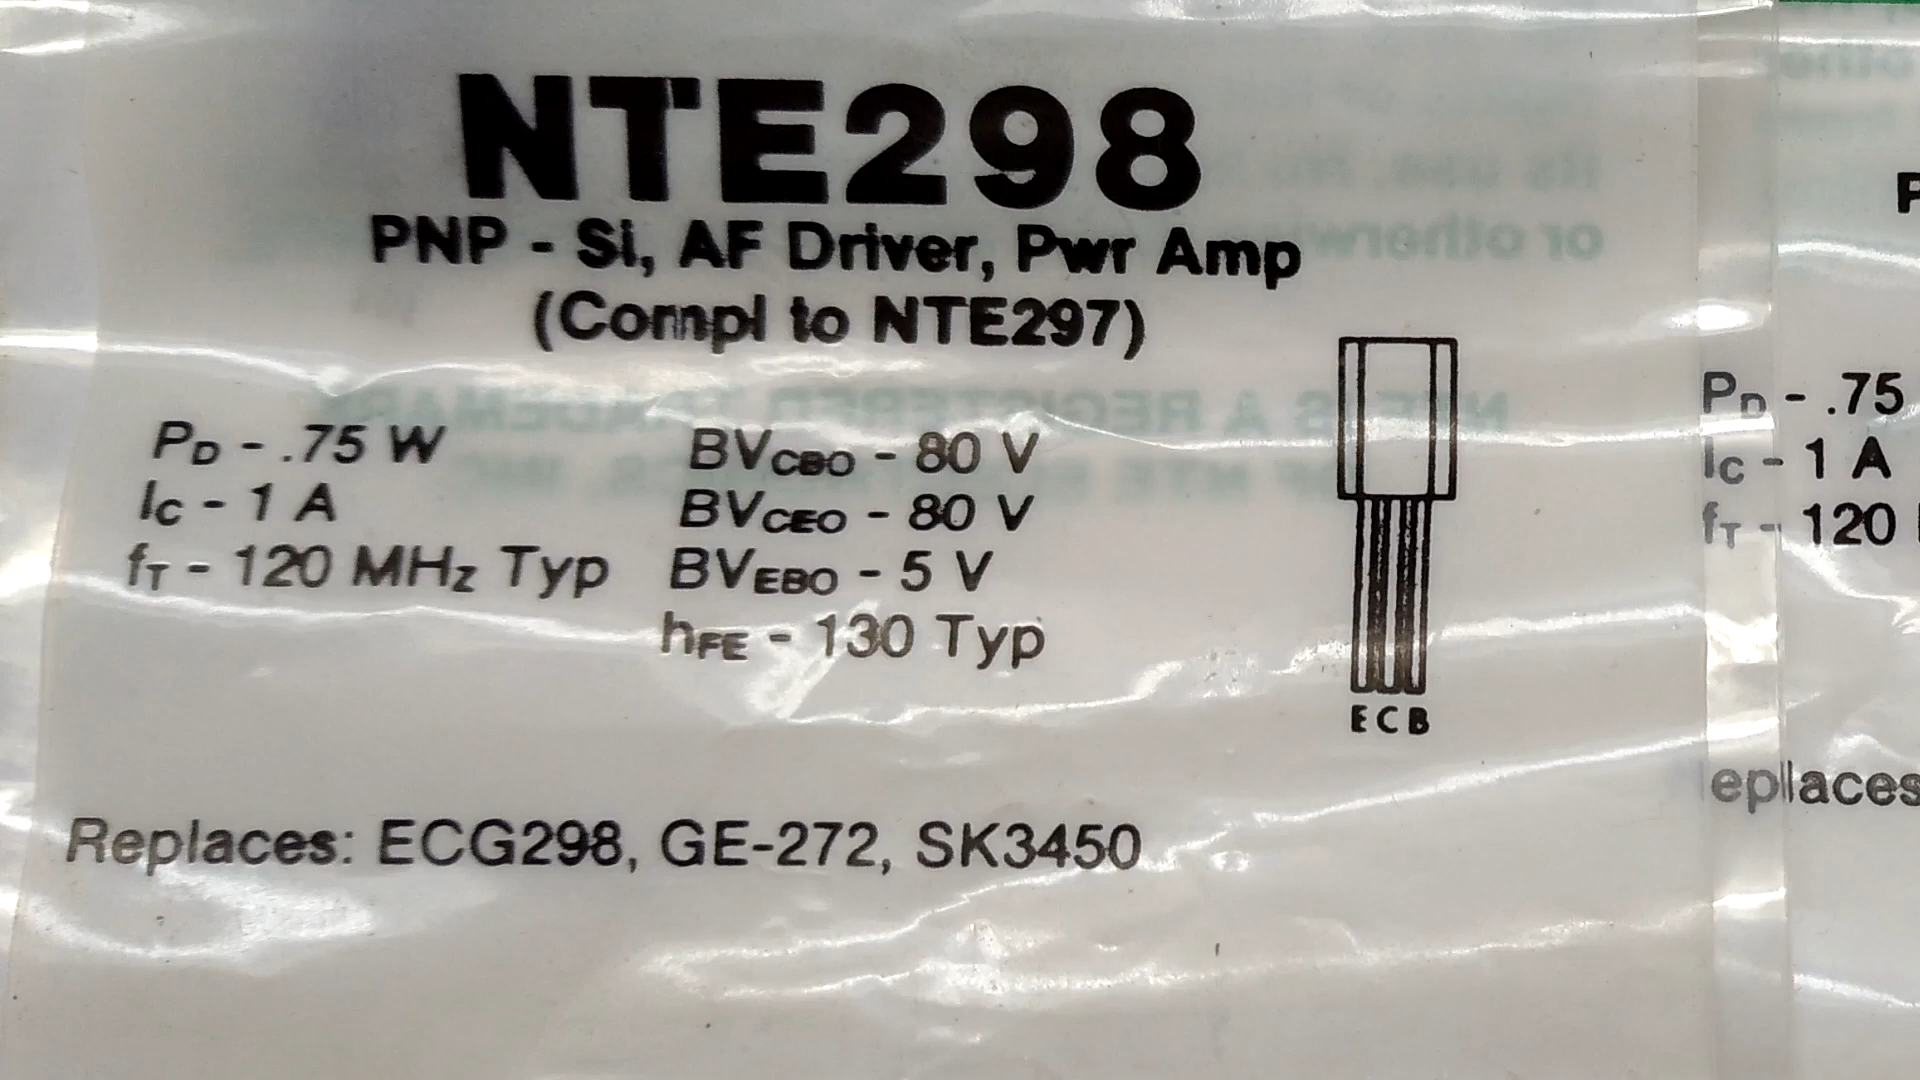 NTE298
PNP - Si, AF Driver, Pwr Amp
(Compl to NTE297)
PD - .75 W
IC - 1 A
fT - 120 MHz Typ
BVCBO - 80 V
BVCEO - 80 V
BVEBO - 5 V
hFE - 130 Typ
E C B
Replaces: ECG298, GE-272, SK3450
P
PD - .75
IC - 1 A
fT - 120
eplaces